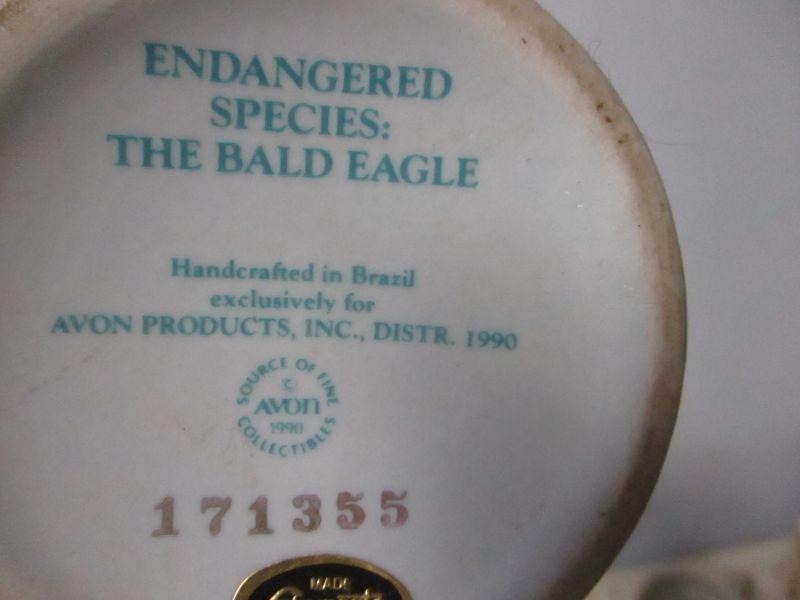 ENDANGERED
SPECIES:
THE BALD EAGLE
Handcrafted in Brazil
exclusively for
AVON PRODUCTS, INC., DISTR. 1990
SOURCE OF FINE
©
AVON
1990
COLLECTIBLES
171355
MADE